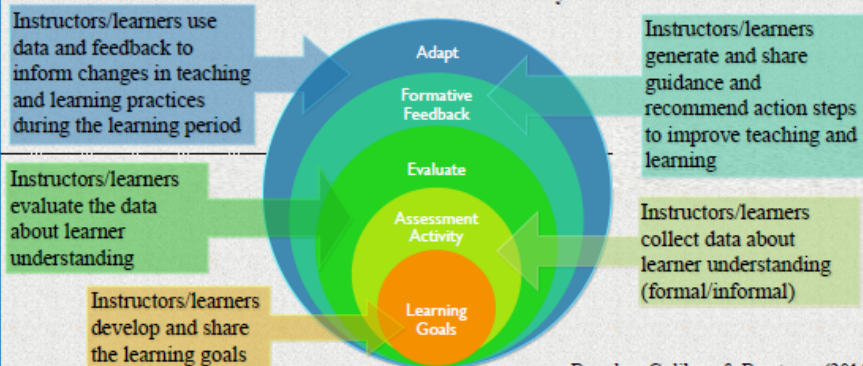 Instructors/learners use
data and feedback to
inform changes in teaching
and learning practices
during the learning period
Adapt
Instructors/learners
generate and share
guidance and
recommend action steps
to improve teaching and
learning
Formative
Feedback
Instructors/learners
evaluate the data
about learner
understanding
Evaluate
Assessment
Activity
Instructors/learners
collect data about
learner understanding
(formal/informal)
Instructors/learners
develop and share
the learning goals
Learning
Goals